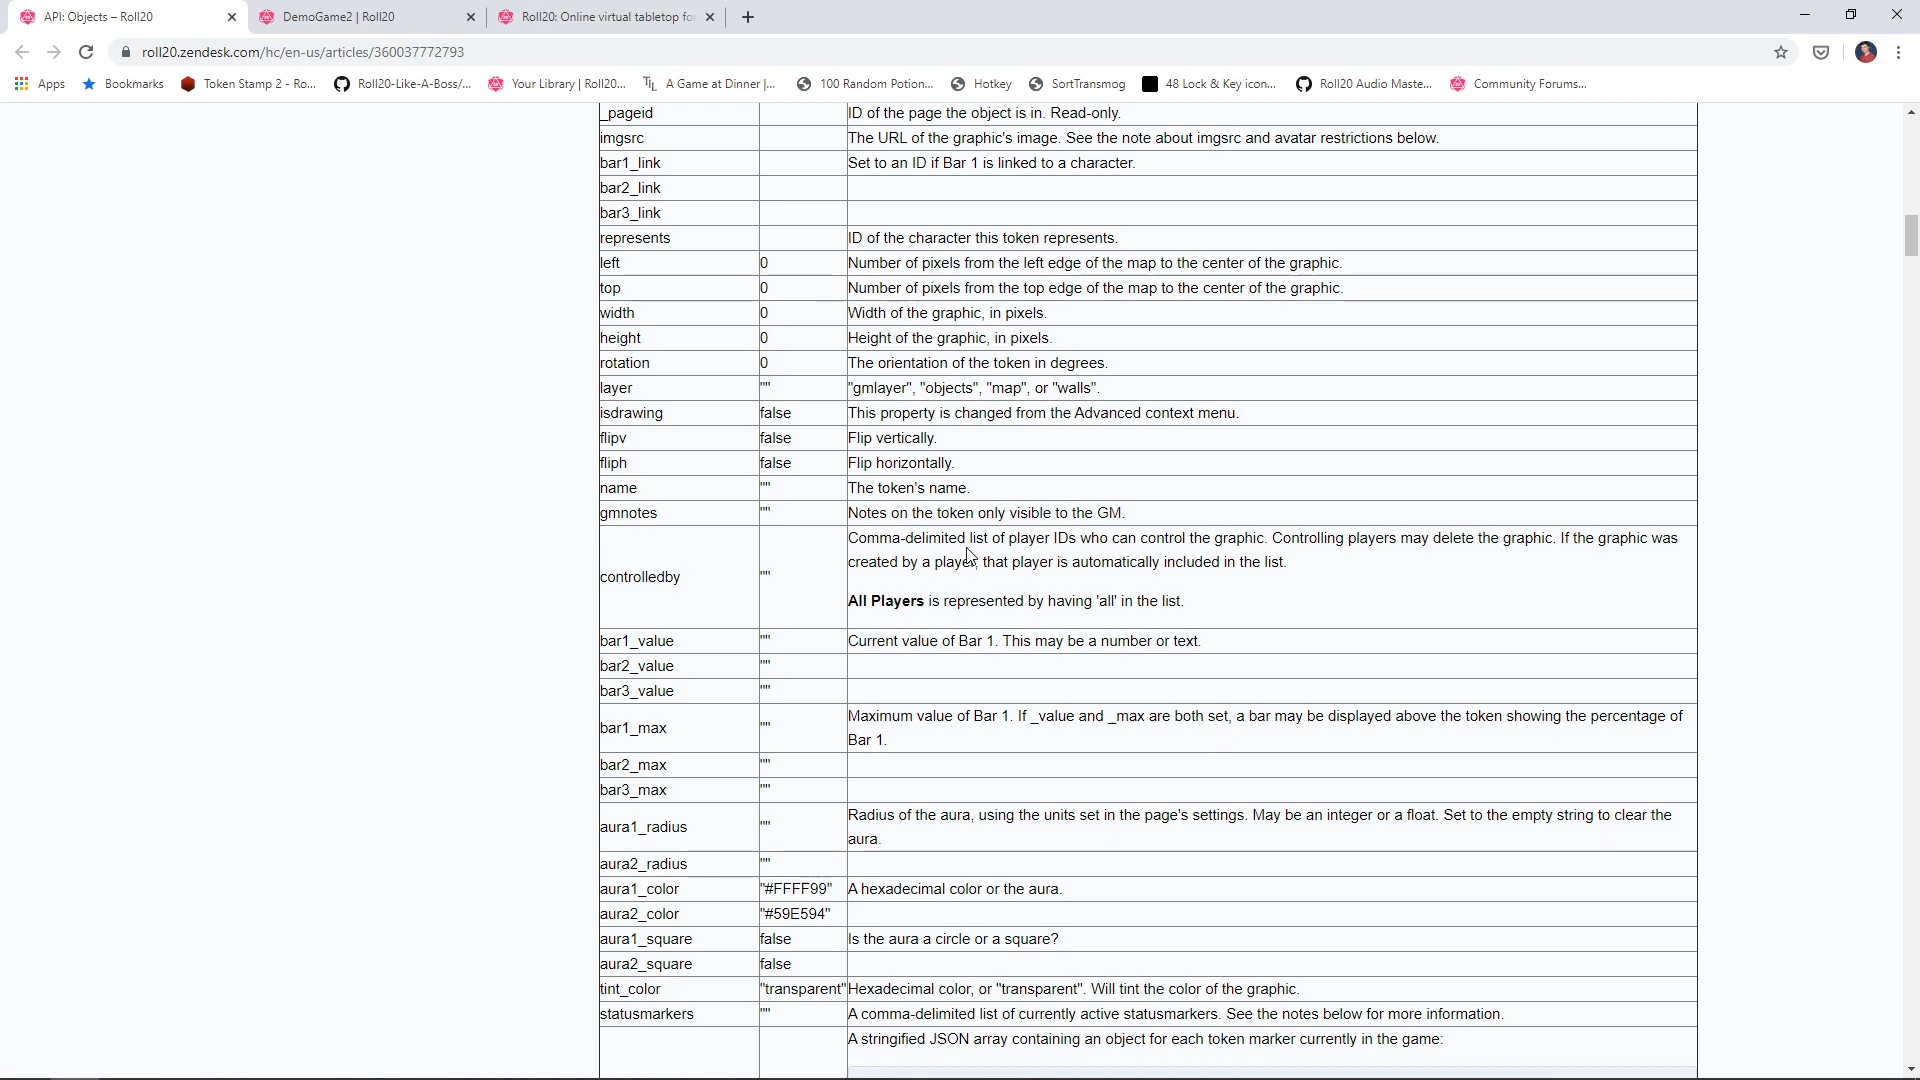 API: Objects – Roll20
DemoGame2 | Roll20
Roll20: Online virtual tabletop fo
roll20.zendesk.com/hc/en-us/articles/360037772793
Apps
Bookmarks
Token Stamp 2 - Ro...
Roll20-Like-A-Boss/...
Your Library | Roll20...
A Game at Dinner |...
100 Random Potion...
Hotkey
SortTransmog
48 Lock & Key icon...
Roll20 Audio Maste...
Community Forums...
_pageid ID of the page the object is in. Read-only.
imgsrc The URL of the graphic's image. See the note about imgsrc and avatar restrictions below.
bar1_link Set to an ID if Bar 1 is linked to a character.
bar2_link
bar3_link
represents ID of the character this token represents.
left 0 Number of pixels from the left edge of the map to the center of the graphic.
top 0 Number of pixels from the top edge of the map to the center of the graphic.
width 0 Width of the graphic, in pixels.
height 0 Height of the graphic, in pixels.
rotation 0 The orientation of the token in degrees.
layer "" "gmlayer", "objects", "map", or "walls".
isdrawing false This property is changed from the Advanced context menu.
flipv false Flip vertically.
fliph false Flip horizontally.
name "" The token's name.
gmnotes "" Notes on the token only visible to the GM.
controlledby "" Comma-delimited list of player IDs who can control the graphic. Controlling players may delete the graphic. If the graphic was
created by a player, that player is automatically included in the list.
All Players is represented by having 'all' in the list.
bar1_value "" Current value of Bar 1. This may be a number or text.
bar2_value ""
bar3_value ""
bar1_max "" Maximum value of Bar 1. If _value and _max are both set, a bar may be displayed above the token showing the percentage of
Bar 1.
bar2_max ""
bar3_max ""
aura1_radius "" Radius of the aura, using the units set in the page's settings. May be an integer or a float. Set to the empty string to clear the
aura.
aura2_radius ""
aura1_color "#FFFF99" A hexadecimal color or the aura.
aura2_color "#59E594"
aura1_square false Is the aura a circle or a square?
aura2_square false
tint_color "transparent" Hexadecimal color, or "transparent". Will tint the color of the graphic.
statusmarkers "" A comma-delimited list of currently active statusmarkers. See the notes below for more information.
A stringified JSON array containing an object for each token marker currently in the game: